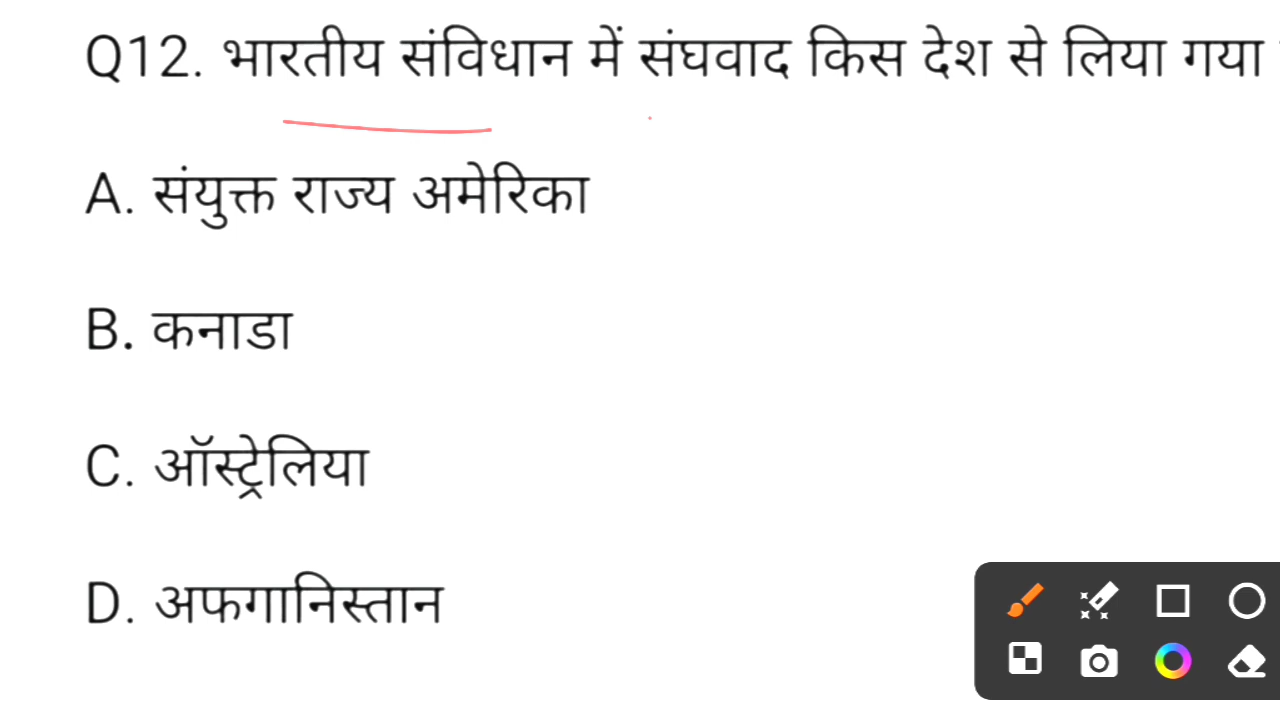 Q12. भारतीय संविधान में संघवाद किस देश से लिया गया
A. संयुक्त राज्य अमेरिका
B. कनाडा
C. ऑस्ट्रेलिया
D. अफगानिस्तान